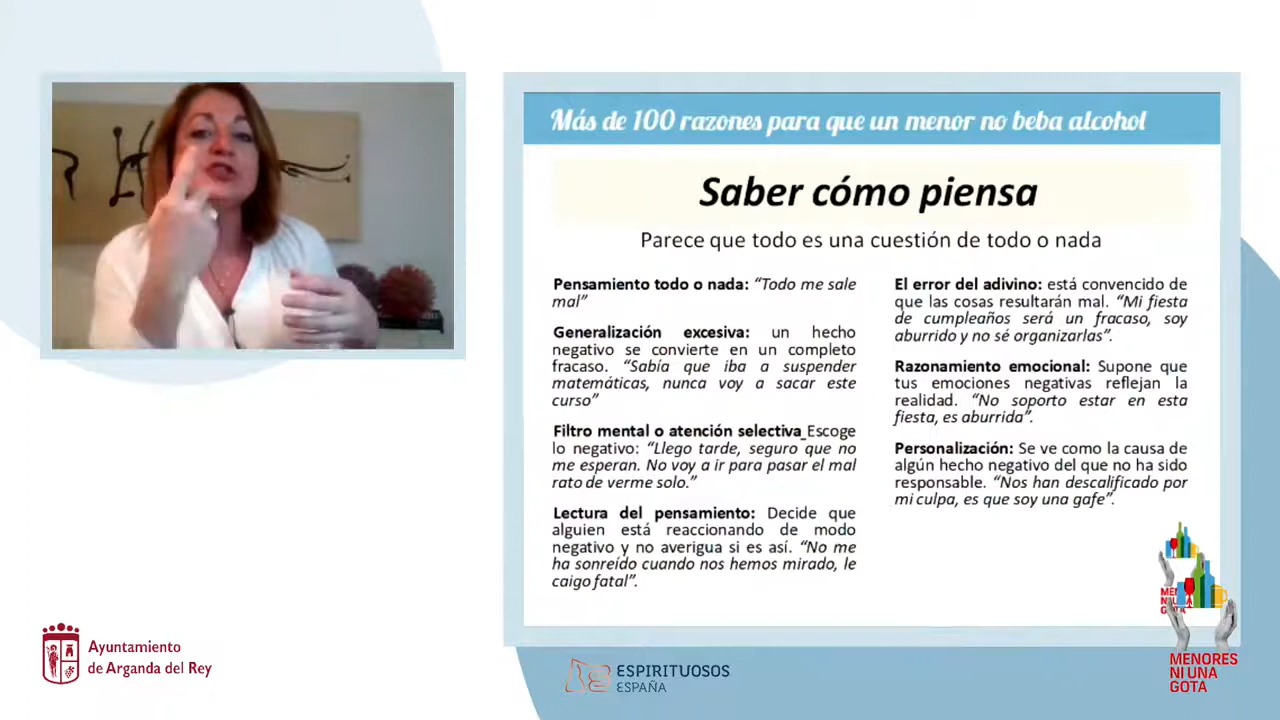 Más de 100 razones para que un menor no beba alcohol
Saber cómo piensa
Parece que todo es una cuestión de todo o nada
Pensamiento todo o nada: “Todo me sale
mal”
Generalización excesiva: un hecho
negativo se convierte en un completo
fracaso. “Sabía que iba a suspender
matemáticas, nunca voy a sacar este
curso”
Filtro mental o atención selectiva Escoge
lo negativo: “Llego tarde, seguro que no
me esperan. No voy a ir para pasar el mal
rato de verme solo.”
Lectura del pensamiento: Decide que
alguien está reaccionando de modo
negativo y no averigua si es así. “No me
ha sonreído cuando nos hemos mirado, le
caigo fatal”.
El error del adivino: está convencido de
que las cosas resultarán mal. “Mi fiesta
de cumpleaños será un fracaso, soy
aburrido y no sé organizarlas”.
Razonamiento emocional: Supone que
tus emociones negativas reflejan la
realidad. “No soporto estar en esta
fiesta, es aburrida”.
Personalización: Se ve como la causa de
algún hecho negativo del que no ha sido
responsable. “Nos han descalificado por
mi culpa, es que soy una gafe”.
Ayuntamiento
de Arganda del Rey
ESPIRITUOSOS
ESPAÑA
MENORES
NI UNA
GOTA